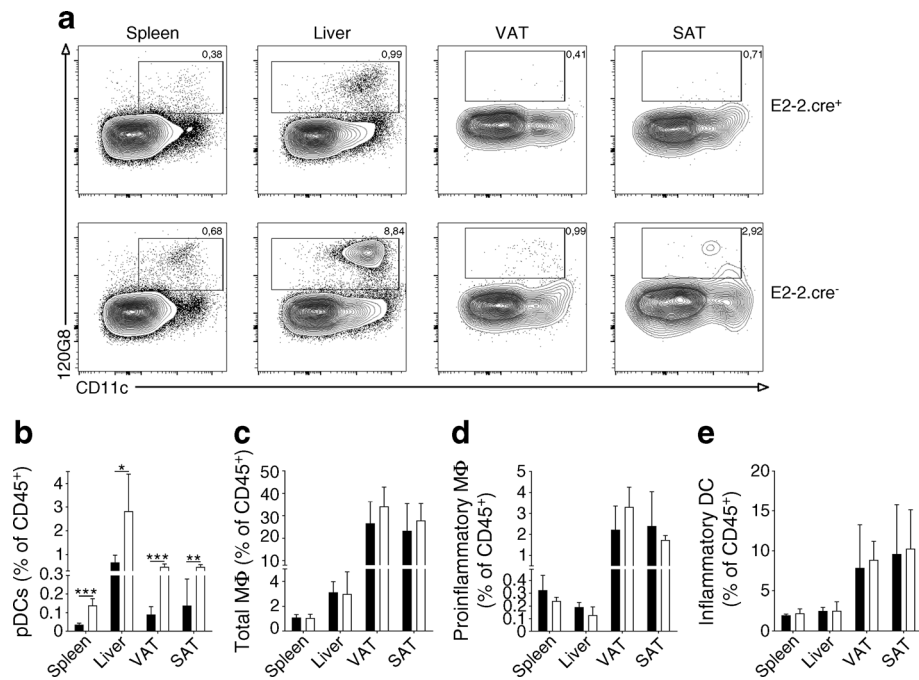 a
Spleen Liver VAT SAT
0,38 0,99 0,41 0,71
E2-2.cre⁺
0,68 8,84 0,99 2,92
E2-2.cre⁻
120G8
CD11c
b
pDCs (% of CD45⁺)
4
3
2
1
0.3
0.2
0.1
0
*
*** *** **
Spleen Liver VAT SAT
c
Total MΦ (% of CD45⁺)
50
40
30
20
10
4
2
0
Spleen Liver VAT SAT
d
Proinflammatory MΦ
(% of CD45⁺)
5
4
3
2
1
0.4
0.3
0.2
0.1
0
Spleen Liver VAT SAT
e
Inflammatory DC
(% of CD45⁺)
20
15
10
5
0
Spleen Liver VAT SAT